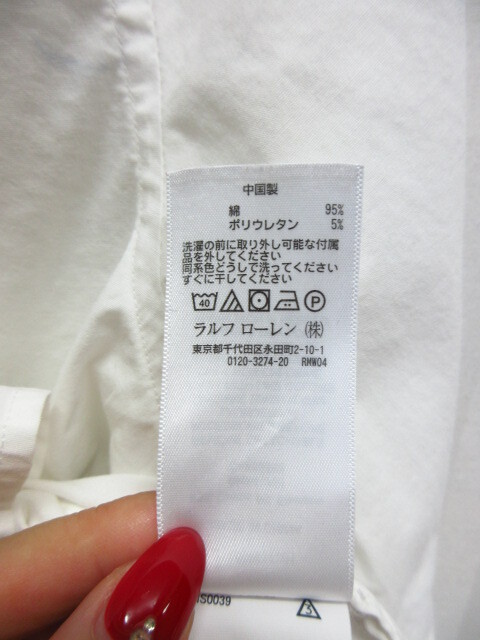 中国製
綿 95%
ポリウレタン 5%
洗濯の前に取り外し可能な付属
品を外してください
同系色どうしで洗ってください
すぐに干してください
40 P
ラルフ ローレン (株)
東京都千代田区永田町2-10-1
0120-3274-20 RMW04
S0039 3